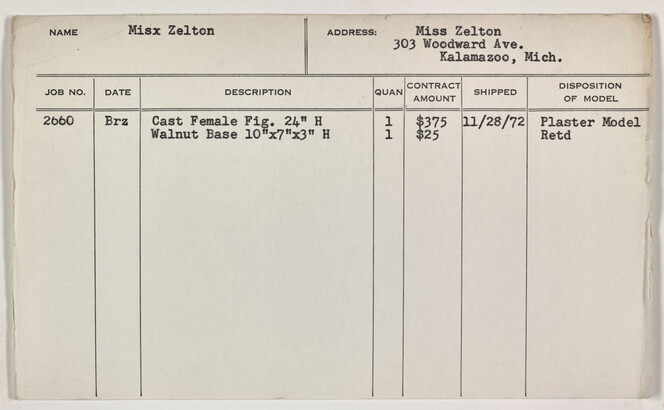 NAME Misx Zelton ADDRESS: Miss Zelton
303 Woodward Ave.
Kalamazoo, Mich.
JOB NO. DATE DESCRIPTION QUAN CONTRACT AMOUNT SHIPPED DISPOSITION OF MODEL
2660 Brz Cast Female Fig. 24" H 1 $375 11/28/72 Plaster Model
Walnut Base 10"x7"x3" H 1 $25 Retd